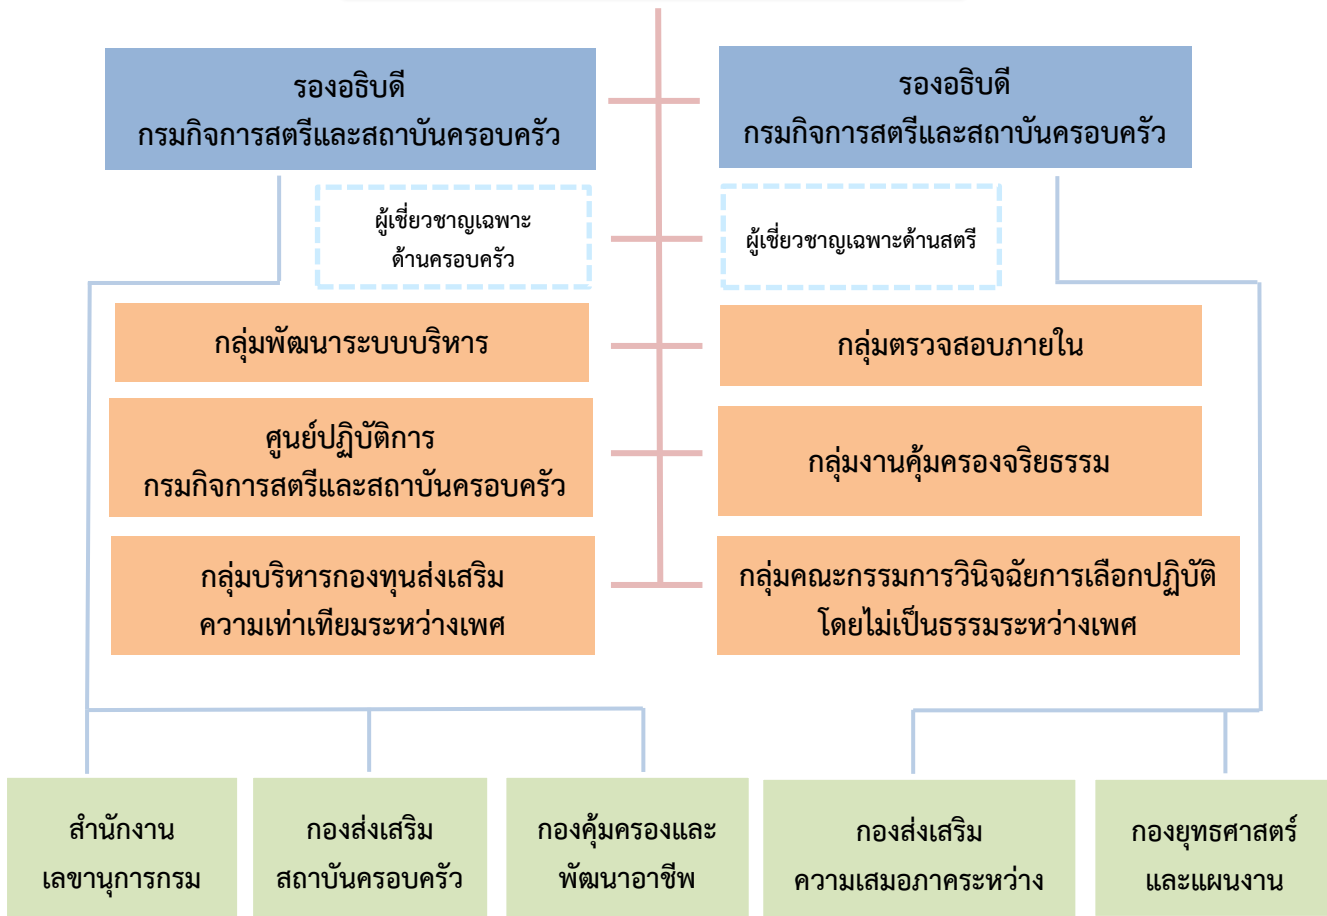 รองอธิบดี
กรมกิจการสตรีและสถาบันครอบครัว
รองอธิบดี
กรมกิจการสตรีและสถาบันครอบครัว
ผู้เชี่ยวชาญเฉพาะ
ด้านครอบครัว
ผู้เชี่ยวชาญเฉพาะด้านสตรี
กลุ่มพัฒนาระบบบริหาร
กลุ่มตรวจสอบภายใน
ศูนย์ปฏิบัติการ
กรมกิจการสตรีและสถาบันครอบครัว
กลุ่มงานคุ้มครองจริยธรรม
กลุ่มบริหารกองทุนส่งเสริม
ความเท่าเทียมระหว่างเพศ
กลุ่มคณะกรรมการวินิจฉัยการเลือกปฏิบัติ
โดยไม่เป็นธรรมระหว่างเพศ
สำนักงาน
เลขานุการกรม
กองส่งเสริม
สถาบันครอบครัว
กองคุ้มครองและ
พัฒนาอาชีพ
กองส่งเสริม
ความเสมอภาคระหว่าง
กองยุทธศาสตร์
และแผนงาน